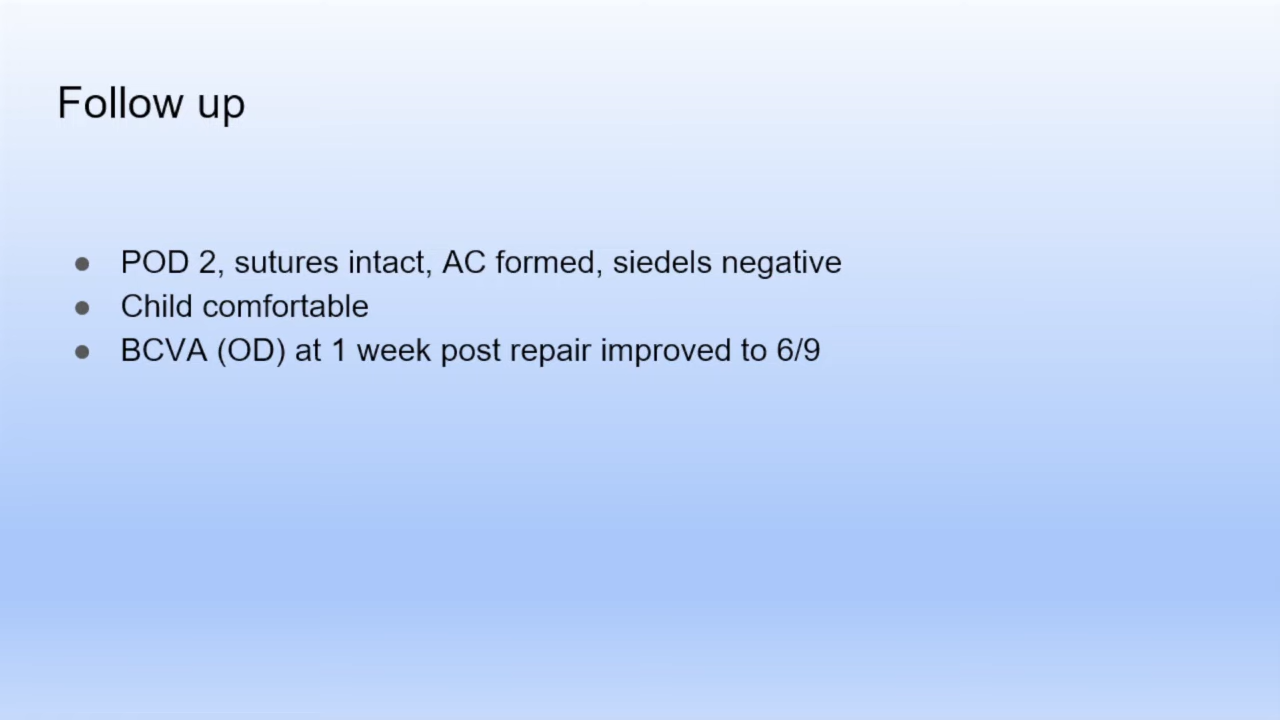 Follow up
● POD 2, sutures intact, AC formed, siedels negative
● Child comfortable
● BCVA (OD) at 1 week post repair improved to 6/9